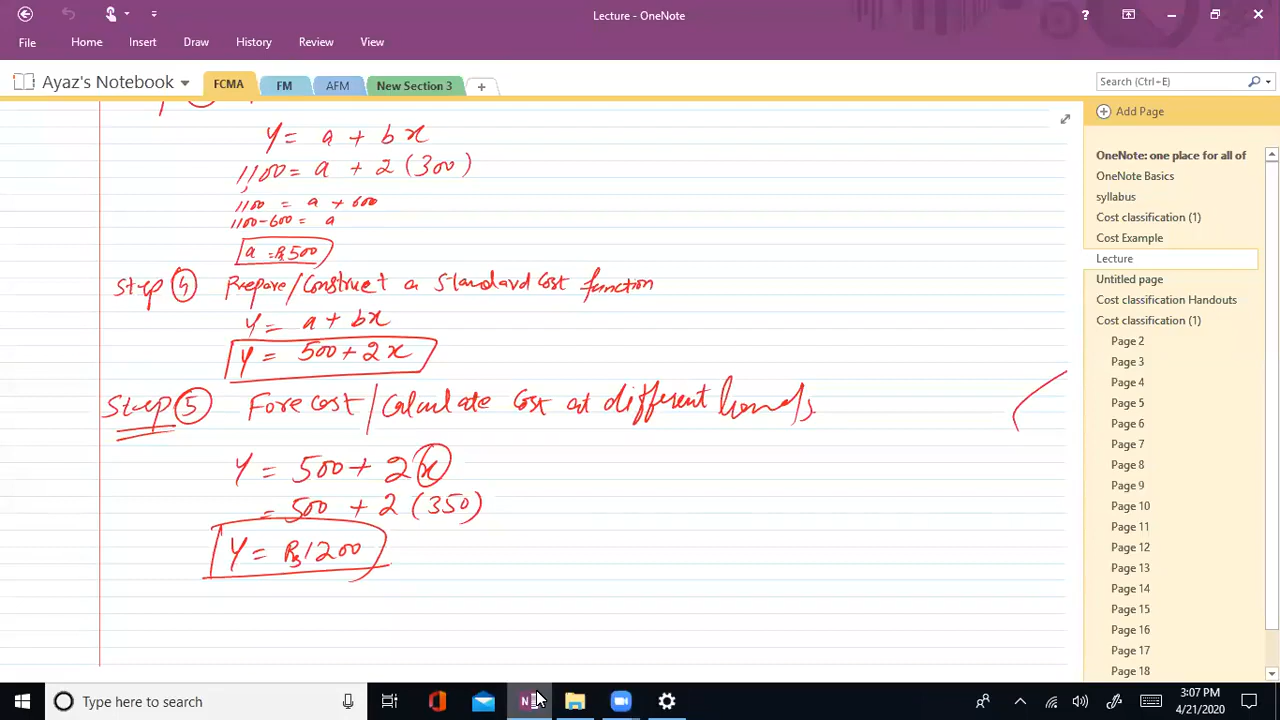 Lecture - OneNote
?
File Home Insert Draw History Review View
Ayaz's Notebook FCMA FM AFM New Section 3 +
Search (Ctrl+E)
Add Page
OneNote: one place for all of
OneNote Basics
syllabus
Cost classification (1)
Cost Example
Lecture
Untitled page
Cost classification Handouts
Cost classification (1)
Page 2
Page 3
Page 4
Page 5
Page 6
Page 7
Page 8
Page 9
Page 10
Page 11
Page 12
Page 13
Page 14
Page 15
Page 16
Page 17
Page 18
Y = a + bx
1100 = a + 2 (300)
1100 = a + 600
1100-600 = a
a = Rs 500
Step 4 Prepare/Construct a Standard Cost function
Y = a + bx
Y = 500 + 2x
Step 5 Forecost/Calculate Cost at different
Y = 500 + 2x
= 500 + 2 (350)
Y = Rs 1200
Type here to search
N
3:07 PM
4/21/2020